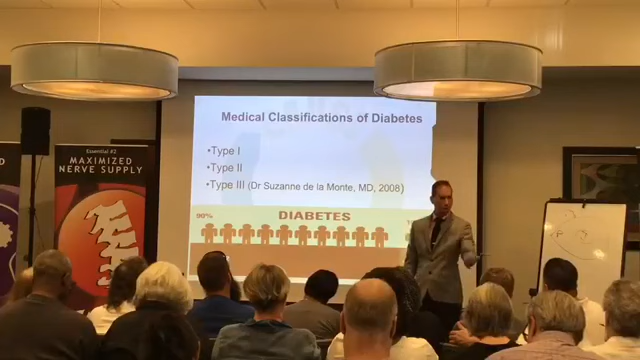 Medical Classifications of Diabetes
•Type I
•Type II
•Type III (Dr Suzanne de la Monte, MD, 2008)
90%
DIABETES
Essential #2
MAXIMIZED
NERVE SUPPLY